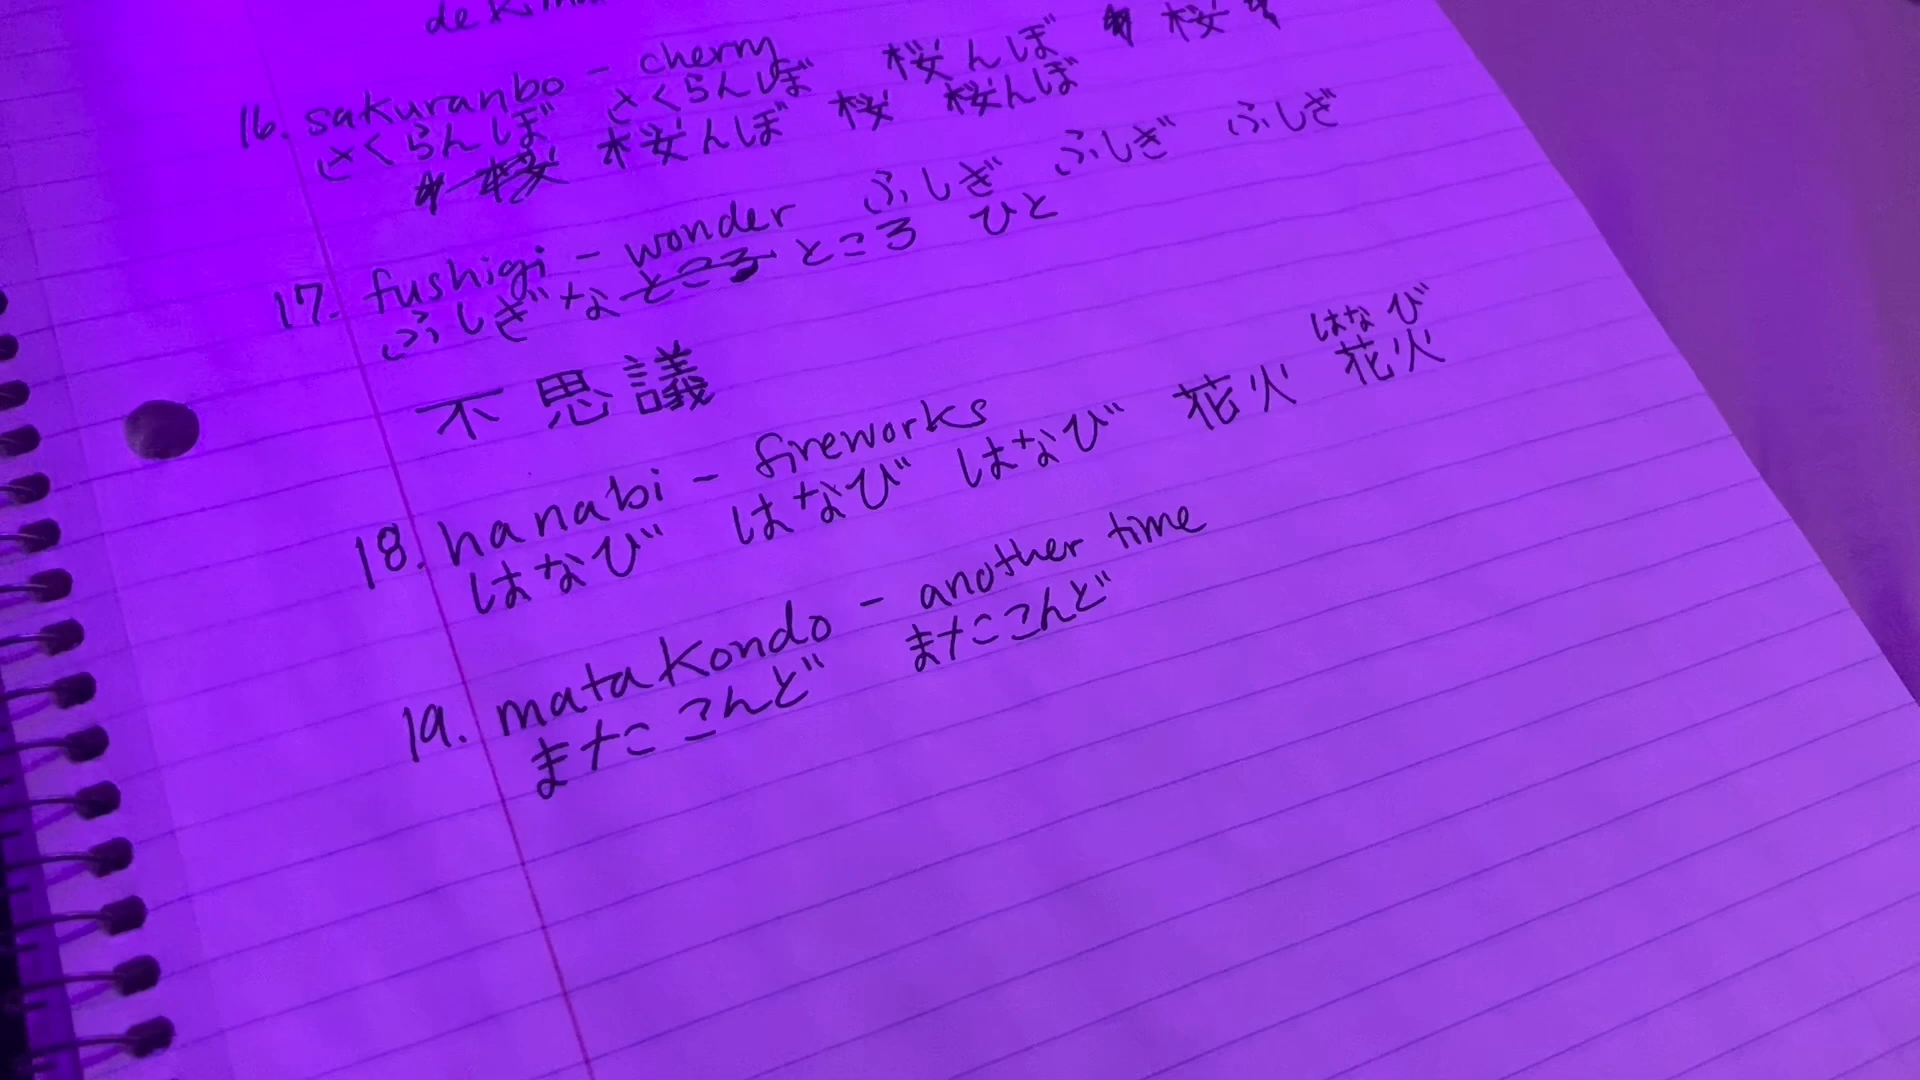 16. sakuranbo - cherry
さくらんぼ さくらんぼ 桜んぼ 桜
桜んぼ 桜 桜んぼ
17. fushigi - wonder ふしぎ ふしぎ ふしぎ
ふしぎな ところ ところ ひと
不思議
18. hanabi - fireworks
はなび はなび はなび 花火 花火
はなび
19. mata kondo - another time
またこんど またこんど